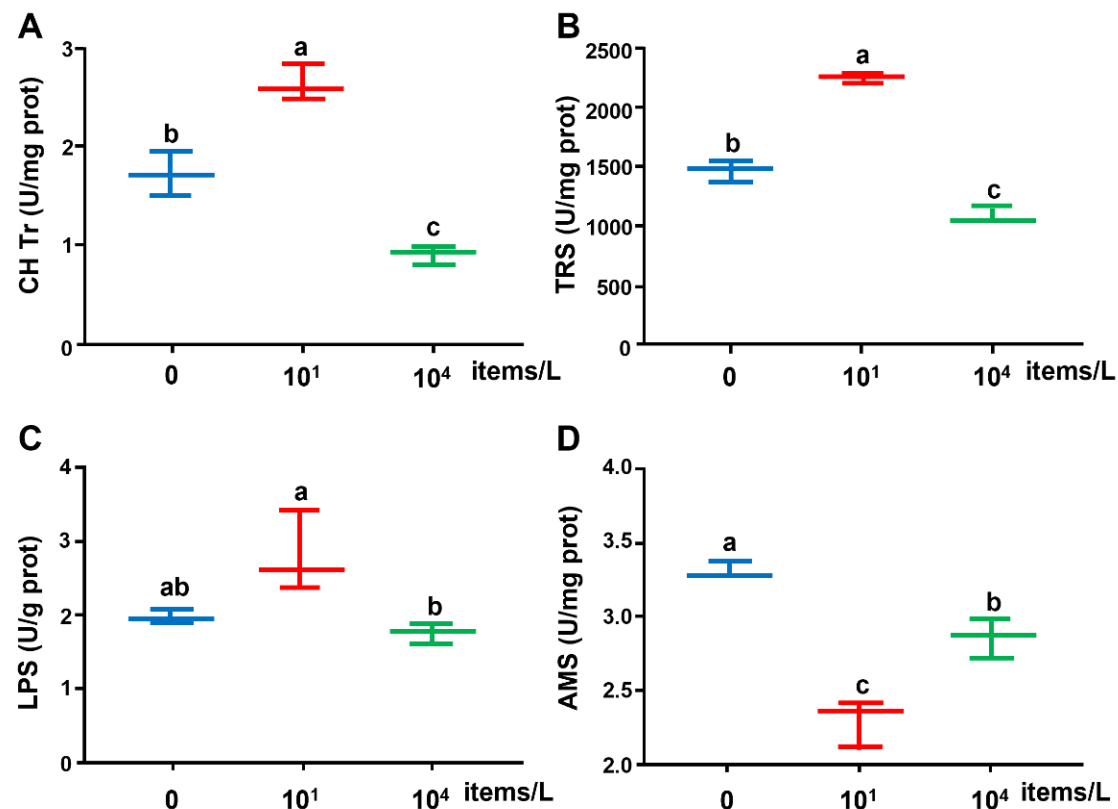 A
CH Tr (U/mg prot)
3
2
1
0
b
a
c
0 10¹ 10⁴ items/L
B
TRS (U/mg prot)
2500
2000
1500
1000
500
0
b
a
c
0 10¹ 10⁴ items/L
C
LPS (U/g prot)
4
3
2
1
0
ab
a
b
0 10¹ 10⁴ items/L
D
AMS (U/mg prot)
4.0
3.5
3.0
2.5
2.0
a
c
b
0 10¹ 10⁴ items/L